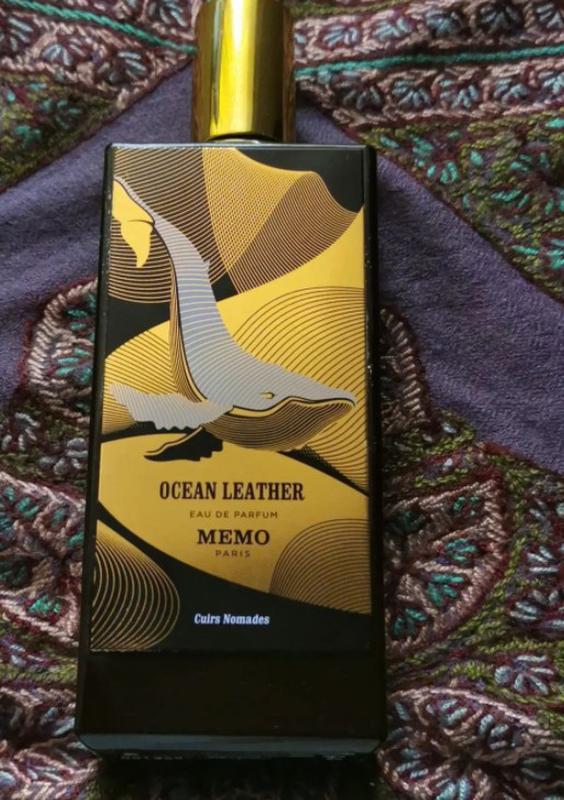 OCEAN LEATHER
EAU DE PARFUM
MEMO
PARIS
Cuirs Nomades